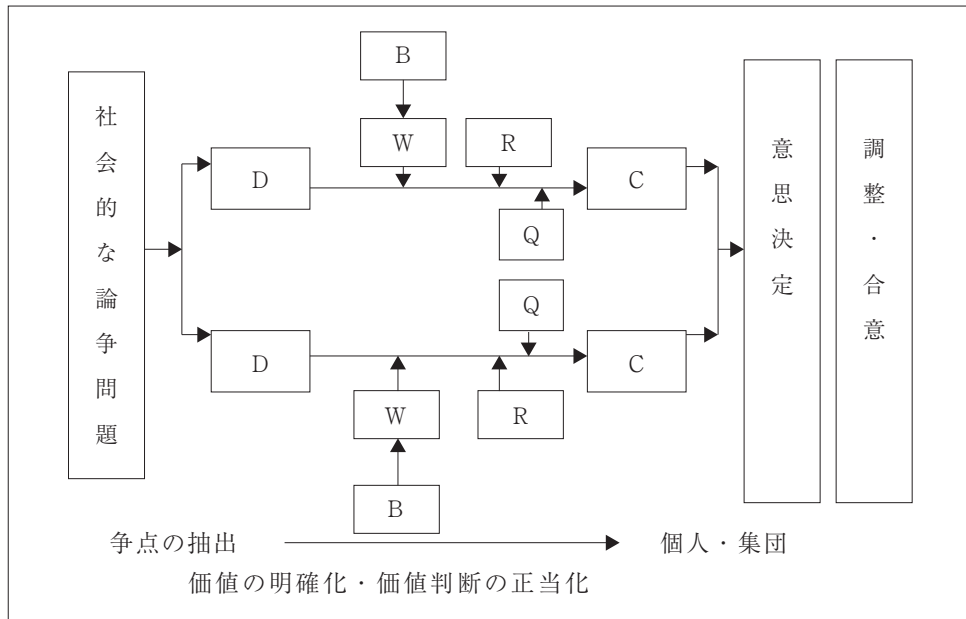 B
社会的な論争問題
W
R
D
C
Q
意思決定
調整・合意
Q
D
C
W
R
B
争点の抽出
個人・集団
価値の明確化・価値判断の正当化